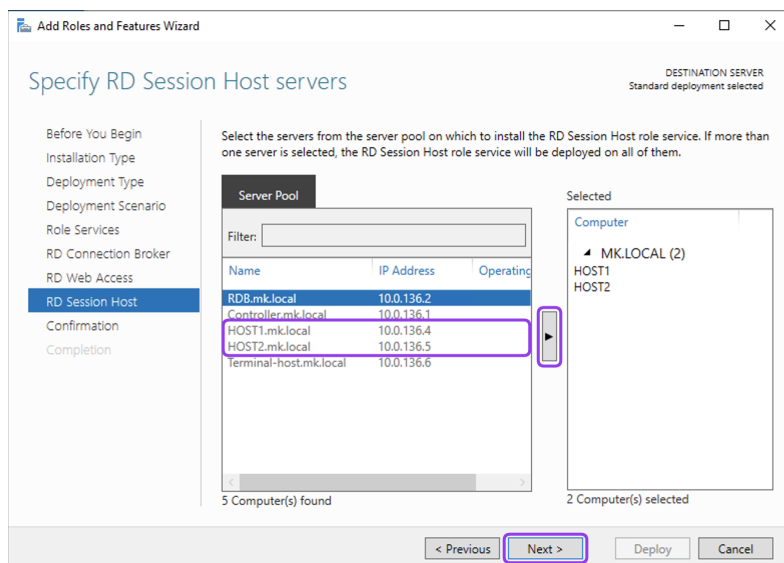 Add Roles and Features Wizard
Specify RD Session Host servers
DESTINATION SERVER
Standard deployment selected
Before You Begin
Installation Type
Deployment Type
Deployment Scenario
Role Services
RD Connection Broker
RD Web Access
RD Session Host
Confirmation
Completion
Select the servers from the server pool on which to install the RD Session Host role service. If more than
one server is selected, the RD Session Host role service will be deployed on all of them.
Server Pool
Filter:
Name IP Address Operating
RDB.mk.local 10.0.136.2
Controller.mk.local 10.0.136.1
HOST1.mk.local 10.0.136.4
HOST2.mk.local 10.0.136.5
Terminal-host.mk.local 10.0.136.6
5 Computer(s) found
Selected
Computer
MK.LOCAL (2)
HOST1
HOST2
2 Computer(s) selected
< Previous Next > Deploy Cancel